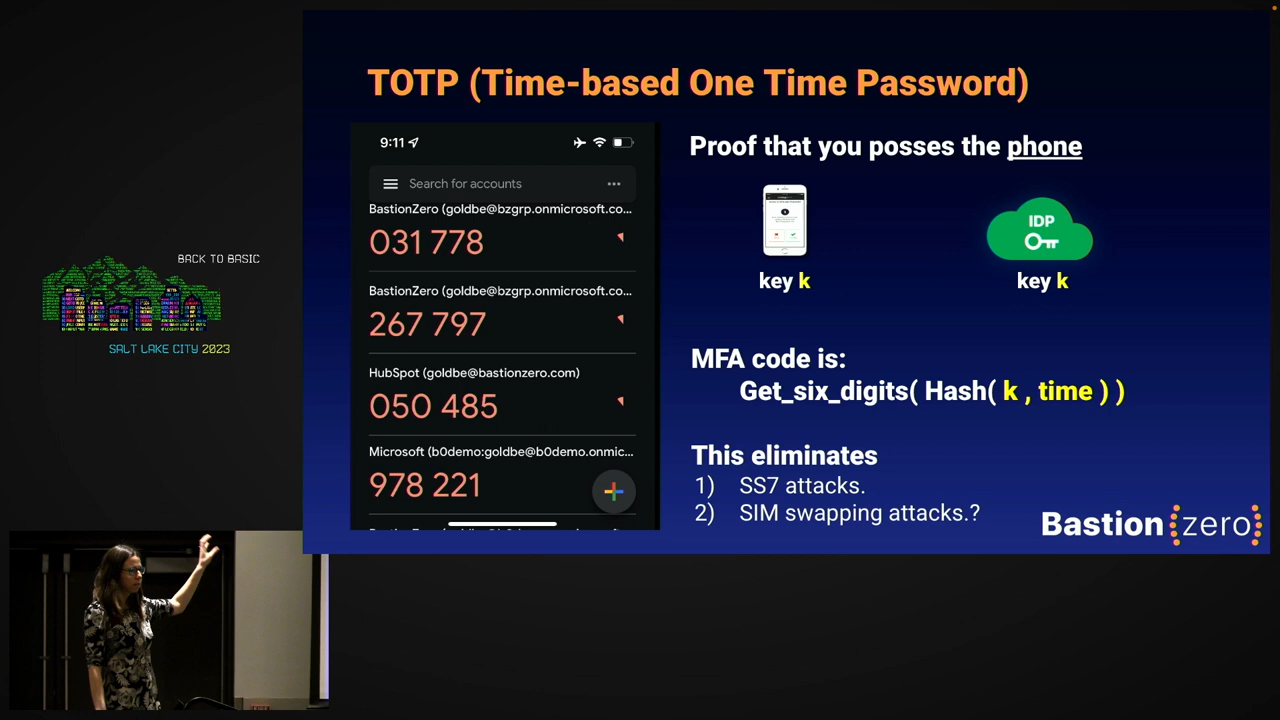 TOTP (Time-based One Time Password)
9:11
Search for accounts
BastionZero (goldbe@bzgrp.onmicrosoft.co...
031 778
BastionZero (goldbe@bzgrp.onmicrosoft.co...
267 797
HubSpot (goldbe@bastionzero.com)
050 485
Microsoft (b0demo:goldbe@b0demo.onmic...
978 221
Proof that you posses the phone
IDP
key k
key k
MFA code is:
Get_six_digits( Hash( k , time ) )
This eliminates
1) SS7 attacks.
2) SIM swapping attacks.?
Bastion{zero}
BACK TO BASIC
SALT LAKE CITY 2023